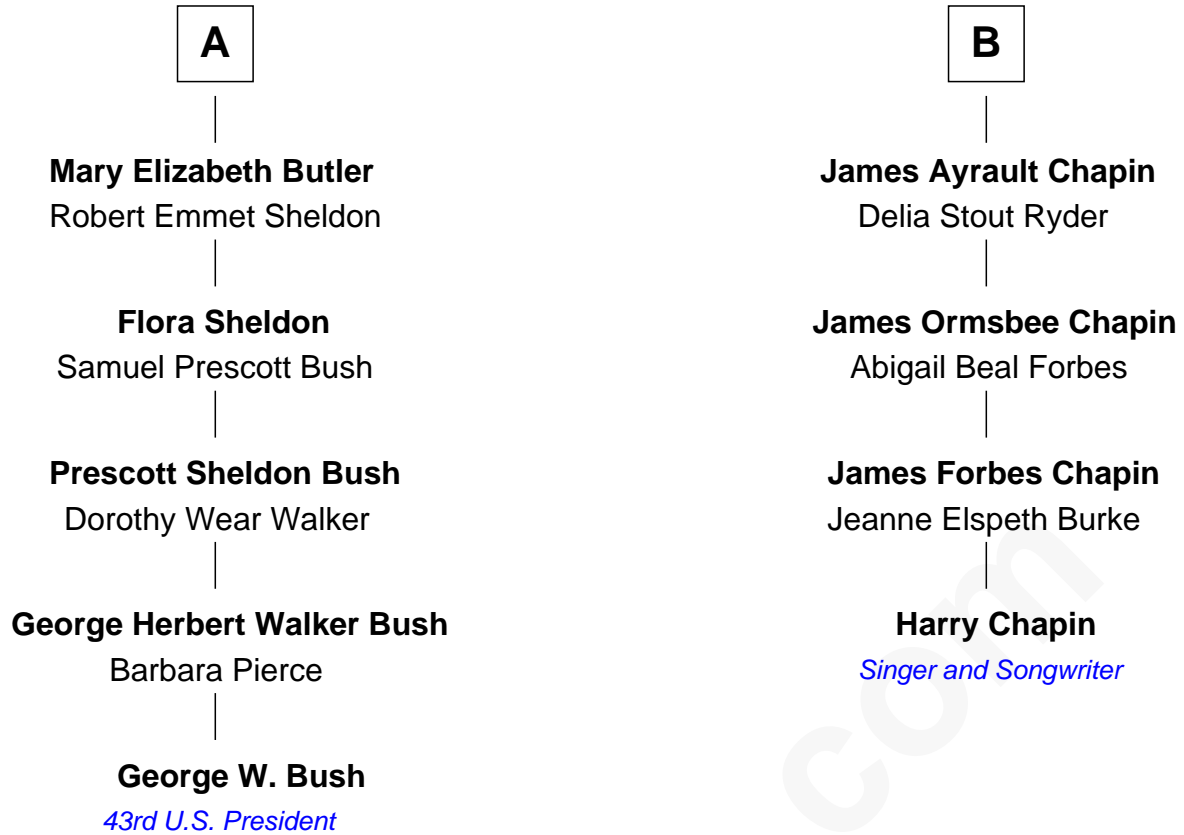 A
Mary Elizabeth Butler
Robert Emmet Sheldon
Flora Sheldon
Samuel Prescott Bush
Prescott Sheldon Bush
Dorothy Wear Walker
George Herbert Walker Bush
Barbara Pierce
George W. Bush
43rd U.S. President
B
James Ayrault Chapin
Delia Stout Ryder
James Ormsbee Chapin
Abigail Beal Forbes
James Forbes Chapin
Jeanne Elspeth Burke
Harry Chapin
Singer and Songwriter
com